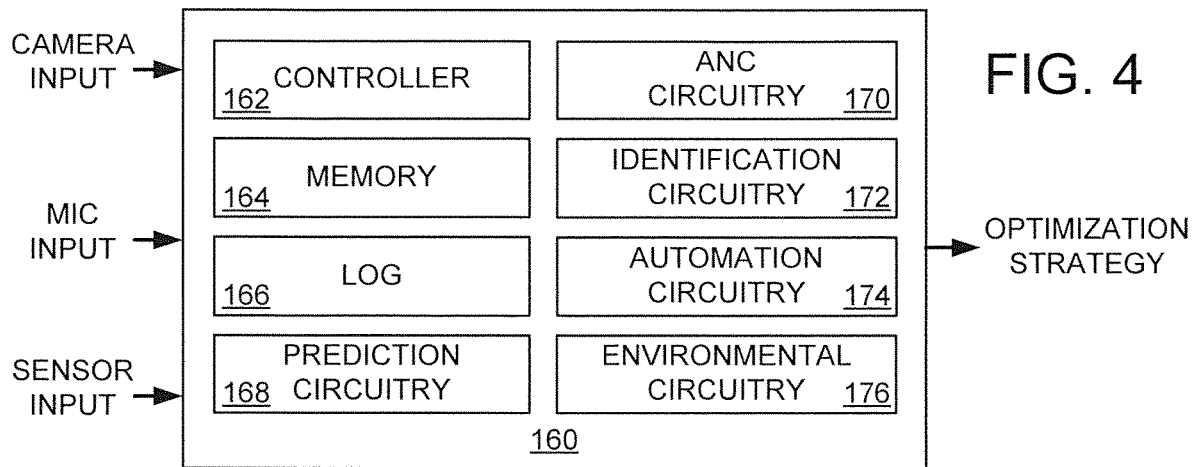 FIG. 4
CAMERA
INPUT
MIC
INPUT
SENSOR
INPUT
CONTROLLER
162
MEMORY
164
LOG
166
PREDICTION
CIRCUITRY
168
ANC
CIRCUITRY
170
IDENTIFICATION
CIRCUITRY
172
AUTOMATION
CIRCUITRY
174
ENVIRONMENTAL
CIRCUITRY
176
160
OPTIMIZATION
STRATEGY